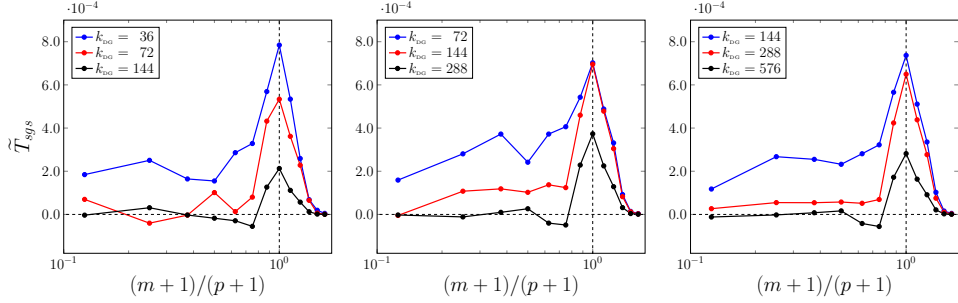 ·10⁻⁴
8.0
6.0
4.0
2.0
0.0
T̃sgs
k_DG = 36
k_DG = 72
k_DG = 144
10⁻¹
10⁰
(m + 1)/(p + 1)
·10⁻⁴
8.0
6.0
4.0
2.0
0.0
k_DG = 72
k_DG = 144
k_DG = 288
10⁻¹
10⁰
(m + 1)/(p + 1)
·10⁻⁴
8.0
6.0
4.0
2.0
0.0
k_DG = 144
k_DG = 288
k_DG = 576
10⁻¹
10⁰
(m + 1)/(p + 1)